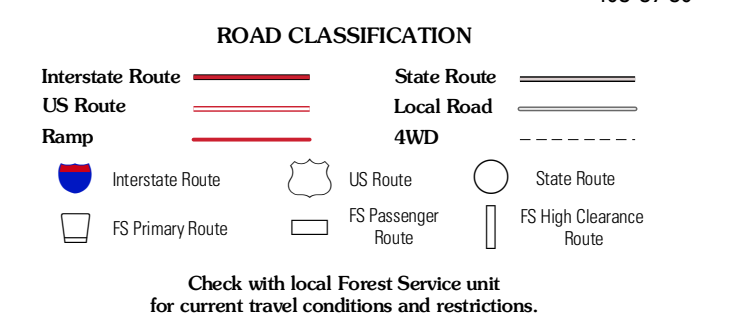 ROAD CLASSIFICATION
Interstate Route
State Route
US Route
Local Road
Ramp
4WD
Interstate Route
US Route
State Route
FS Primary Route
FS Passenger
Route
FS High Clearance
Route
Check with local Forest Service unit
for current travel conditions and restrictions.